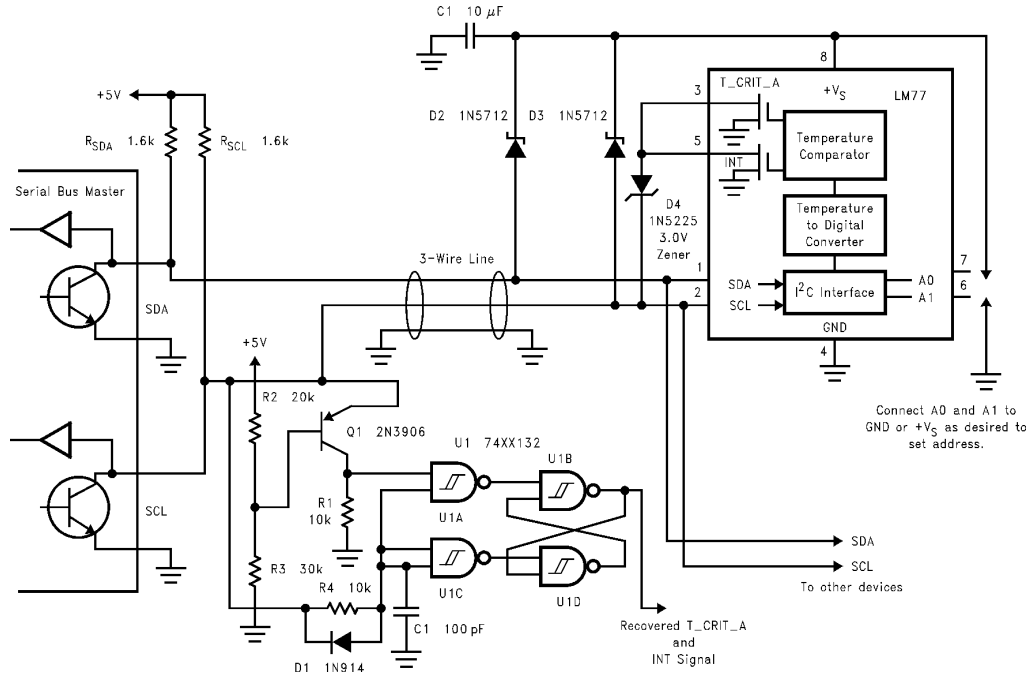 C1 10 µF
+5V
RSDA 1.6k
RSCL 1.6k
D2 1N5712
D3 1N5712
Serial Bus Master
SDA
SCL
3-Wire Line
D4
1N5225
3.0V
Zener
3
T_CRIT_A
8
+VS
LM77
5
INT
Temperature
Comparator
Temperature
to Digital
Converter
1
2
SDA
SCL
I2C Interface
A0
A1
7
6
GND
4
Connect A0 and A1 to
GND or +VS as desired to
set address.
+5V
R2 20k
Q1 2N3906
R1
10k
R3 30k
R4 10k
C1 100pF
D1 1N914
U1 74XX132
U1A
U1B
U1C
U1D
SDA
SCL
To other devices
Recovered T_CRIT_A
and
INT Signal